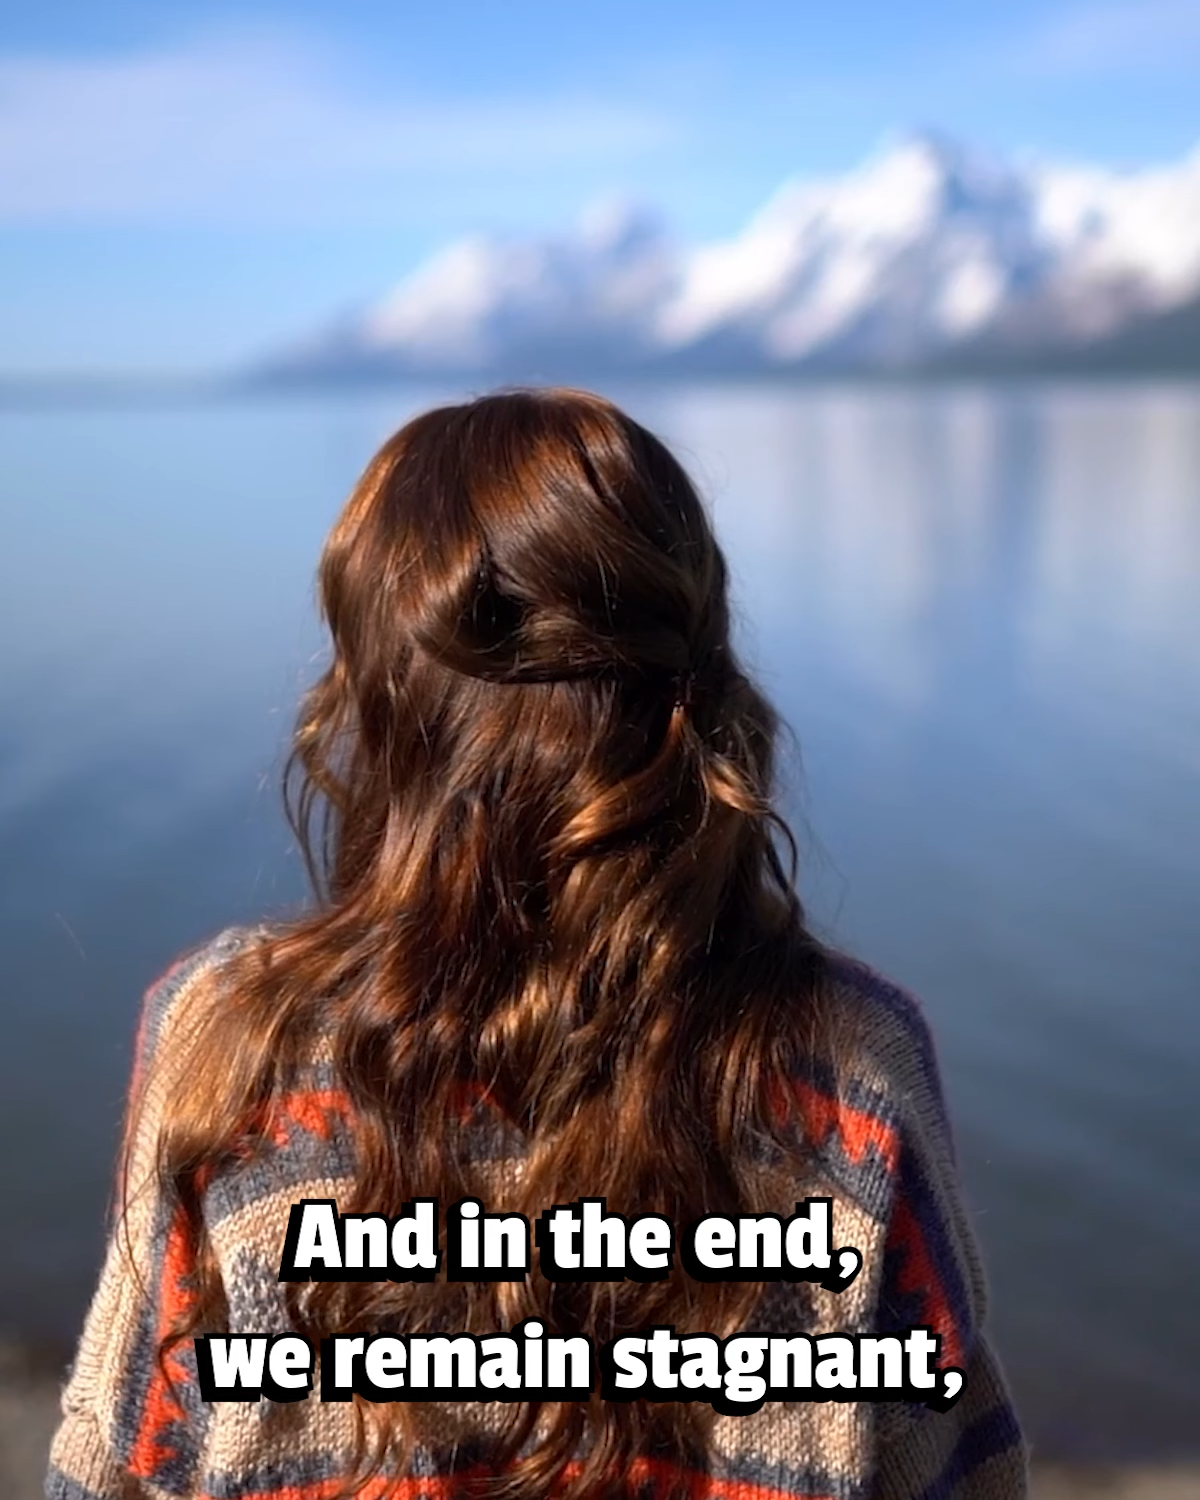 And in the end,
we remain stagnant,